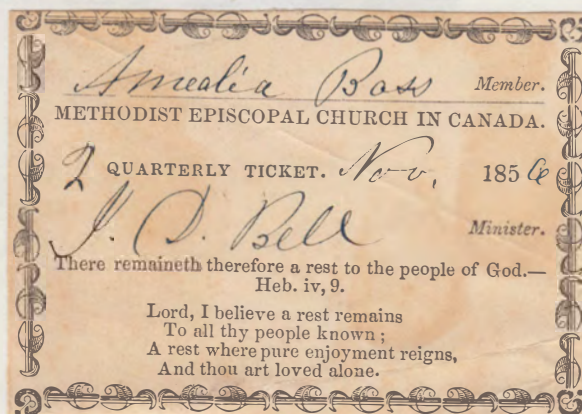 Amealia Bass Member.
METHODIST EPISCOPAL CHURCH IN CANADA.
2 QUARTERLY TICKET. Nov, 1856
J. D. Bell Minister.
There remaineth therefore a rest to the people of God.—
Heb. iv, 9.
Lord, I believe a rest remains
To all thy people known ;
A rest where pure enjoyment reigns,
And thou art loved alone.